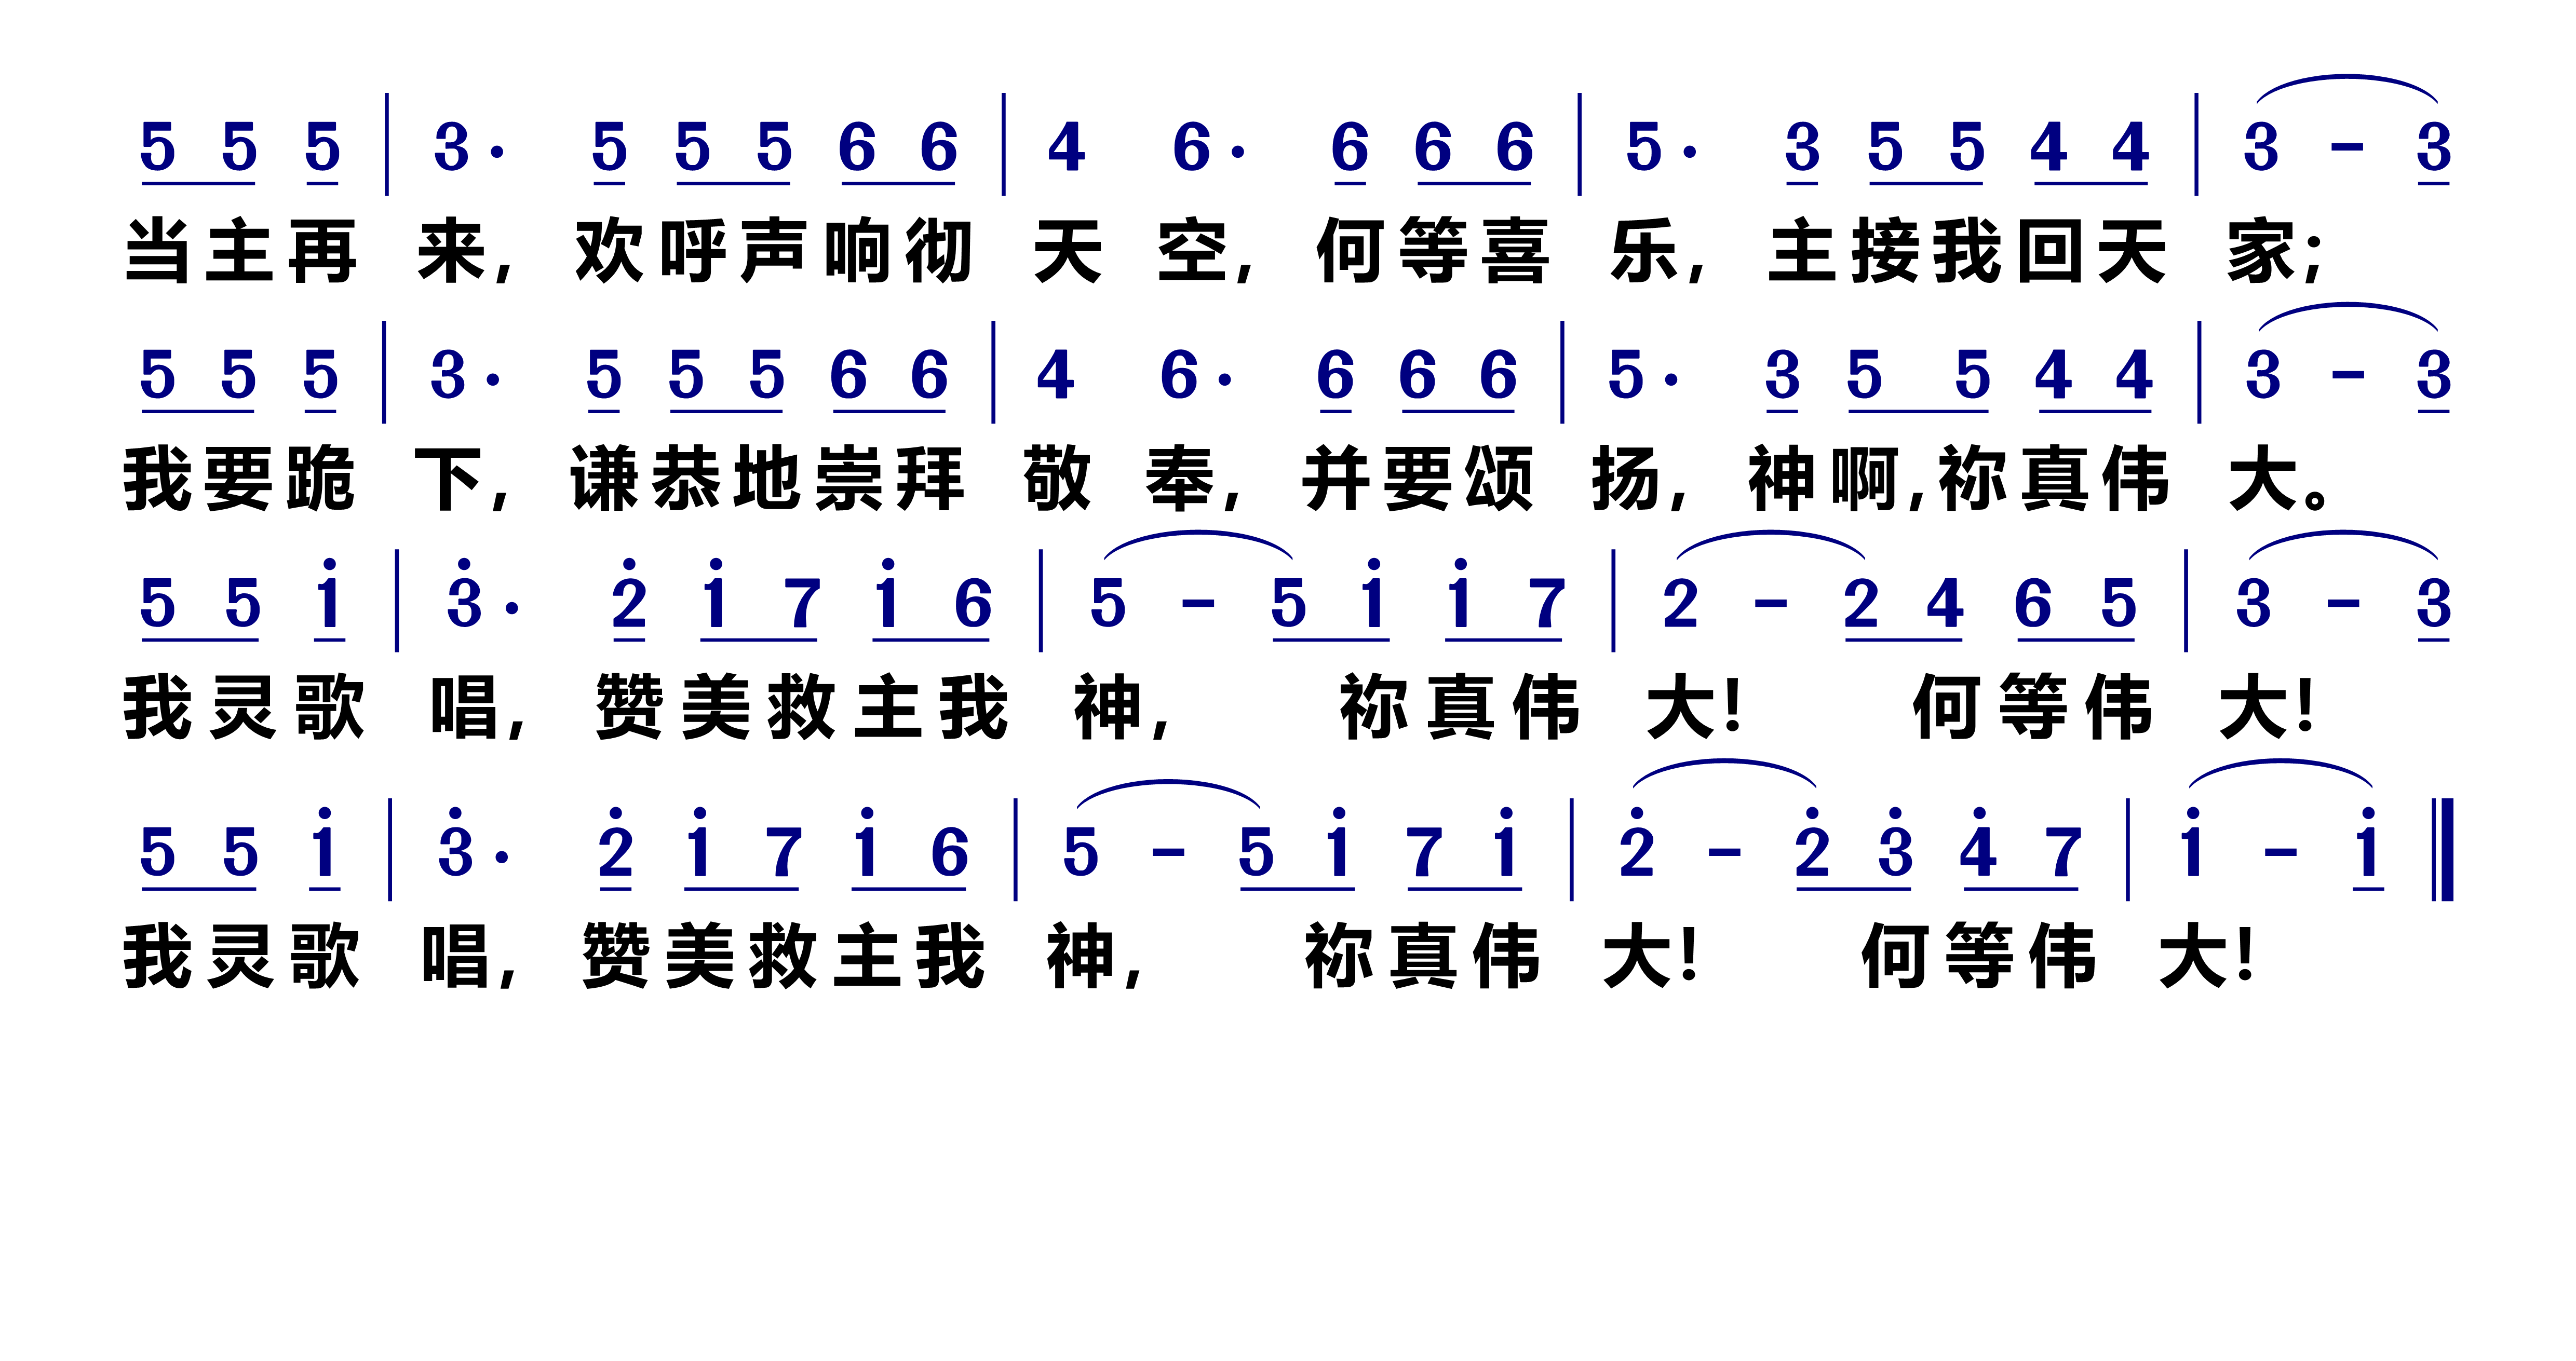 5 5 5 | 3· 5 5 5 6 6 | 4 6· 6 6 6 | 5· 3 5 5 4 4 | 3 - 3
当主再 来, 欢呼声响彻 天 空, 何等喜 乐, 主接我回天 家;
5 5 5 | 3· 5 5 5 6 6 | 4 6· 6 6 6 | 5· 3 5 5 4 4 | 3 - 3
我要跪 下, 谦恭地崇拜 敬 奉, 并要颂 扬, 神啊,祢真伟 大。
5 5 1̇ | 3̇· 2̇ 1̇ 7 1̇ 6 | 5 - 5 1̇ 1̇ 7 | 2 - 2 4 6 5 | 3 - 3
我灵歌 唱, 赞美救主我 神, 祢真伟 大! 何等伟 大!
5 5 1̇ | 3̇· 2̇ 1̇ 7 1̇ 6 | 5 - 5 1̇ 7 1̇ | 2̇ - 2̇ 3̇ 4̇ 7 | 1̇ - 1̇ ‖
我灵歌 唱, 赞美救主我 神, 祢真伟 大! 何等伟 大!